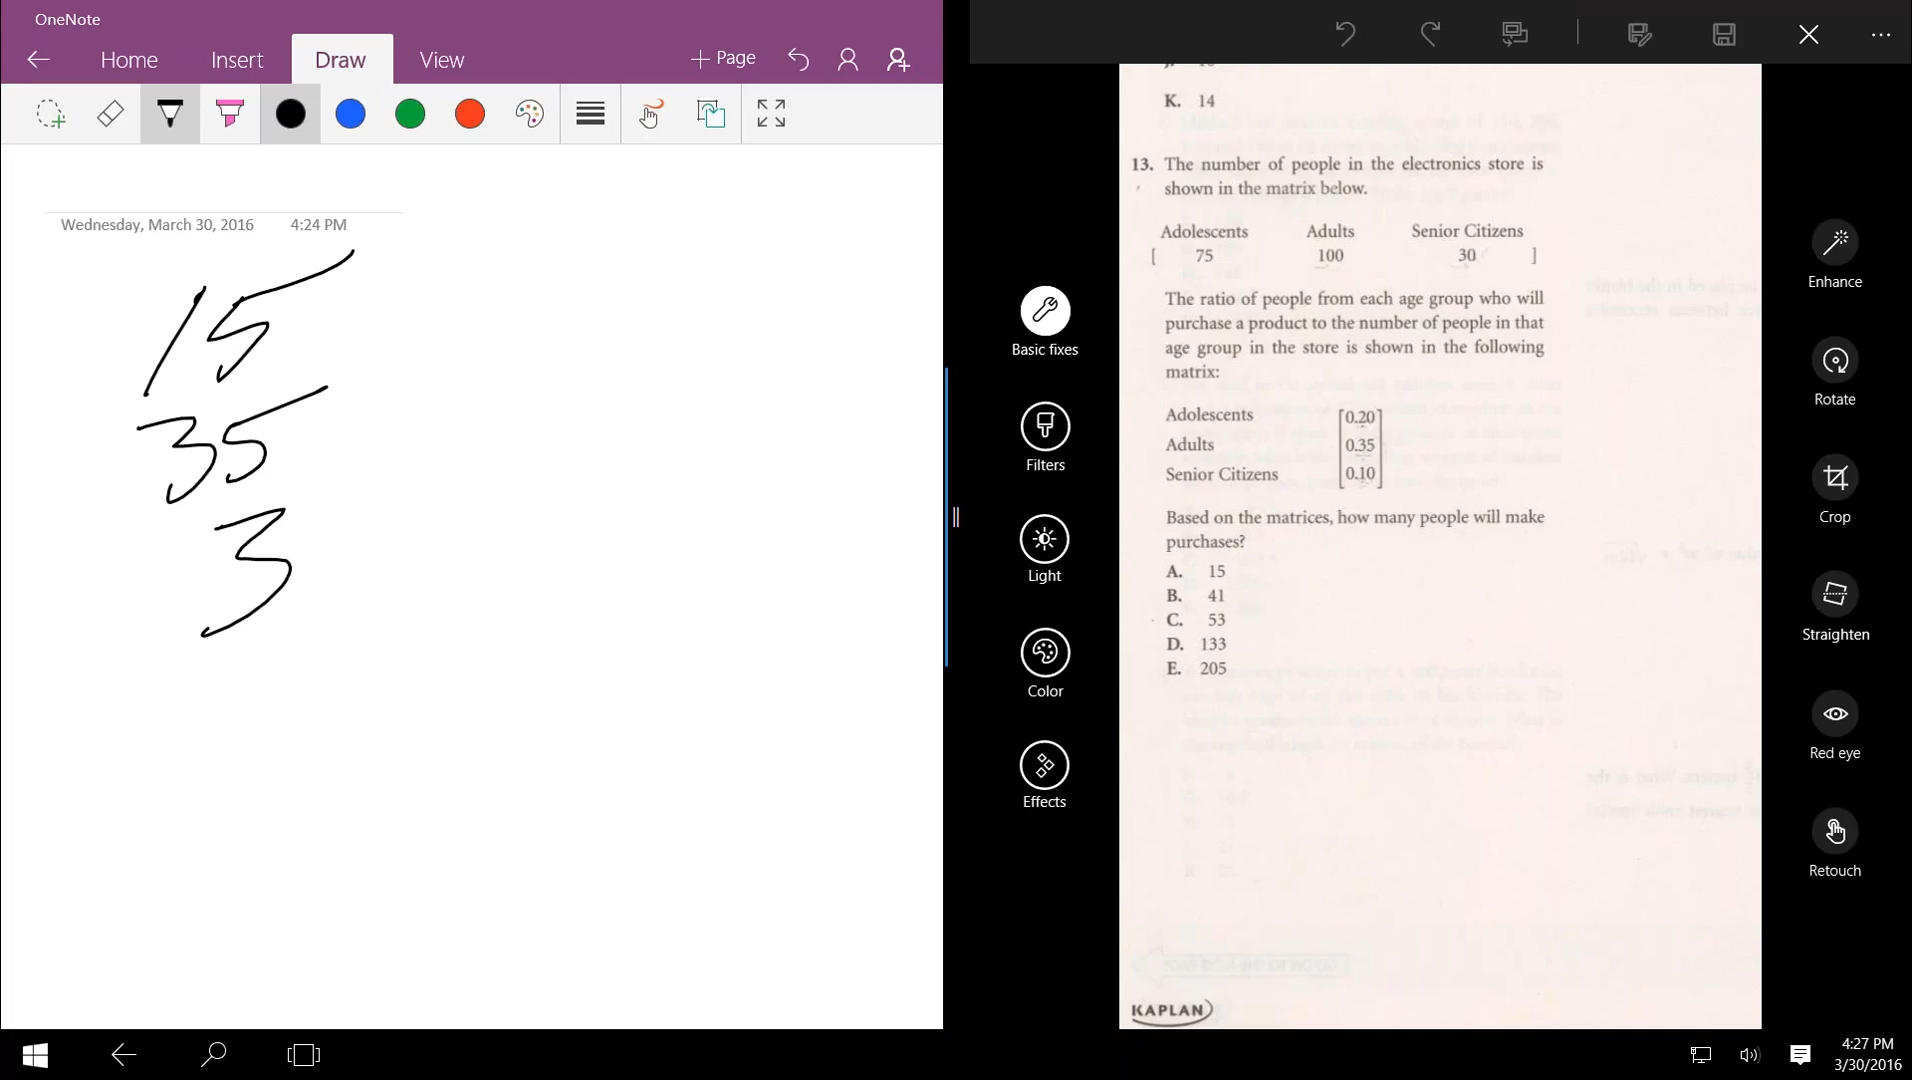 OneNote
Home Insert Draw View + Page
Wednesday, March 30, 2016 4:24 PM
15
35
3
Basic fixes
Filters
Light
Color
Effects
K. 14
13. The number of people in the electronics store is
shown in the matrix below.
Adolescents Adults Senior Citizens
[ 75 100 30 ]
The ratio of people from each age group who will
purchase a product to the number of people in that
age group in the store is shown in the following
matrix:
Adolescents [0.20]
Adults 0.35
Senior Citizens [0.10]
Based on the matrices, how many people will make
purchases?
A. 15
B. 41
C. 53
D. 133
E. 205
KAPLAN
Enhance
Rotate
Crop
Straighten
Red eye
Retouch
4:27 PM
3/30/2016